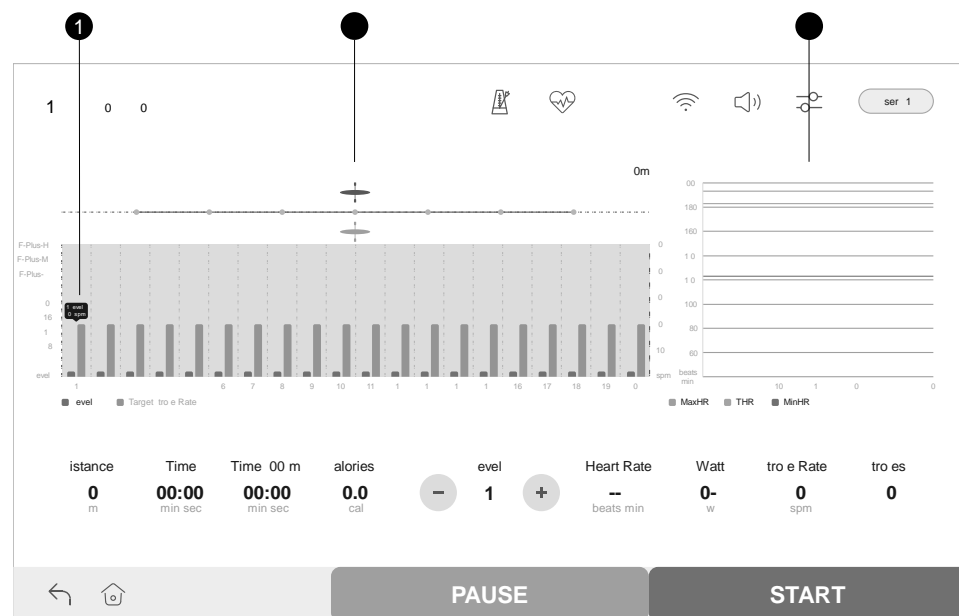 1
1 0 0
ser 1
0m
00
180
160
1 0
1 0
100
80
60
beats
min
10 1 0 0
F-Plus-H
F-Plus-M
F-Plus-
0
16
1
8
evel
1 evel
0 spm
0
0
0
0
10
spm
1 6 7 8 9 10 11 1 1 1 1 16 17 18 19 0
evel Target tro e Rate
MaxHR THR MinHR
istance Time Time 00 m alories evel Heart Rate Watt tro e Rate tro es
0 00:00 00:00 0.0 − 1 + -- 0- 0 0
m min sec min sec cal beats min w spm
PAUSE START